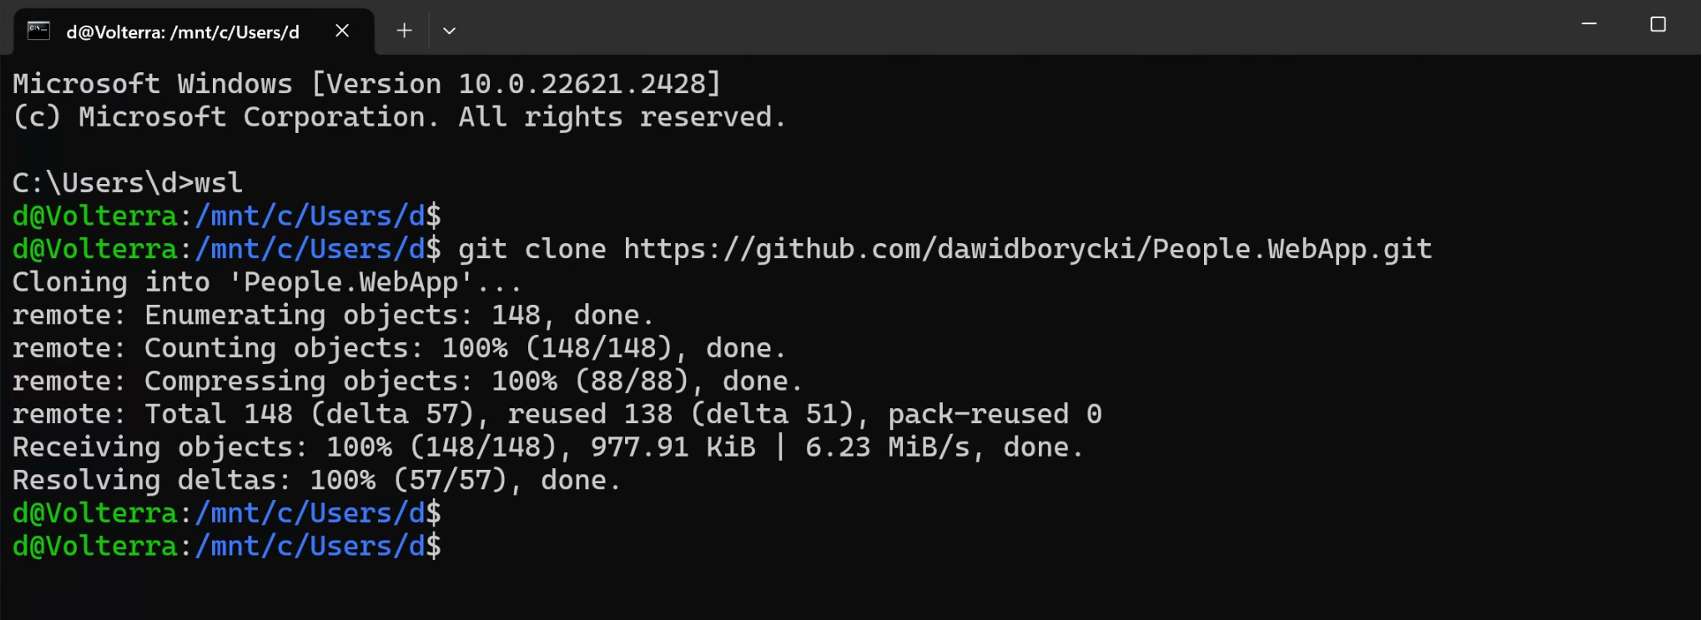 d@Volterra: /mnt/c/Users/d
Microsoft Windows [Version 10.0.22621.2428]
(c) Microsoft Corporation. All rights reserved.
C:\Users\d>wsl
d@Volterra:/mnt/c/Users/d$
d@Volterra:/mnt/c/Users/d$ git clone https://github.com/dawidborycki/People.WebApp.git
Cloning into 'People.WebApp'...
remote: Enumerating objects: 148, done.
remote: Counting objects: 100% (148/148), done.
remote: Compressing objects: 100% (88/88), done.
remote: Total 148 (delta 57), reused 138 (delta 51), pack-reused 0
Receiving objects: 100% (148/148), 977.91 KiB | 6.23 MiB/s, done.
Resolving deltas: 100% (57/57), done.
d@Volterra:/mnt/c/Users/d$
d@Volterra:/mnt/c/Users/d$